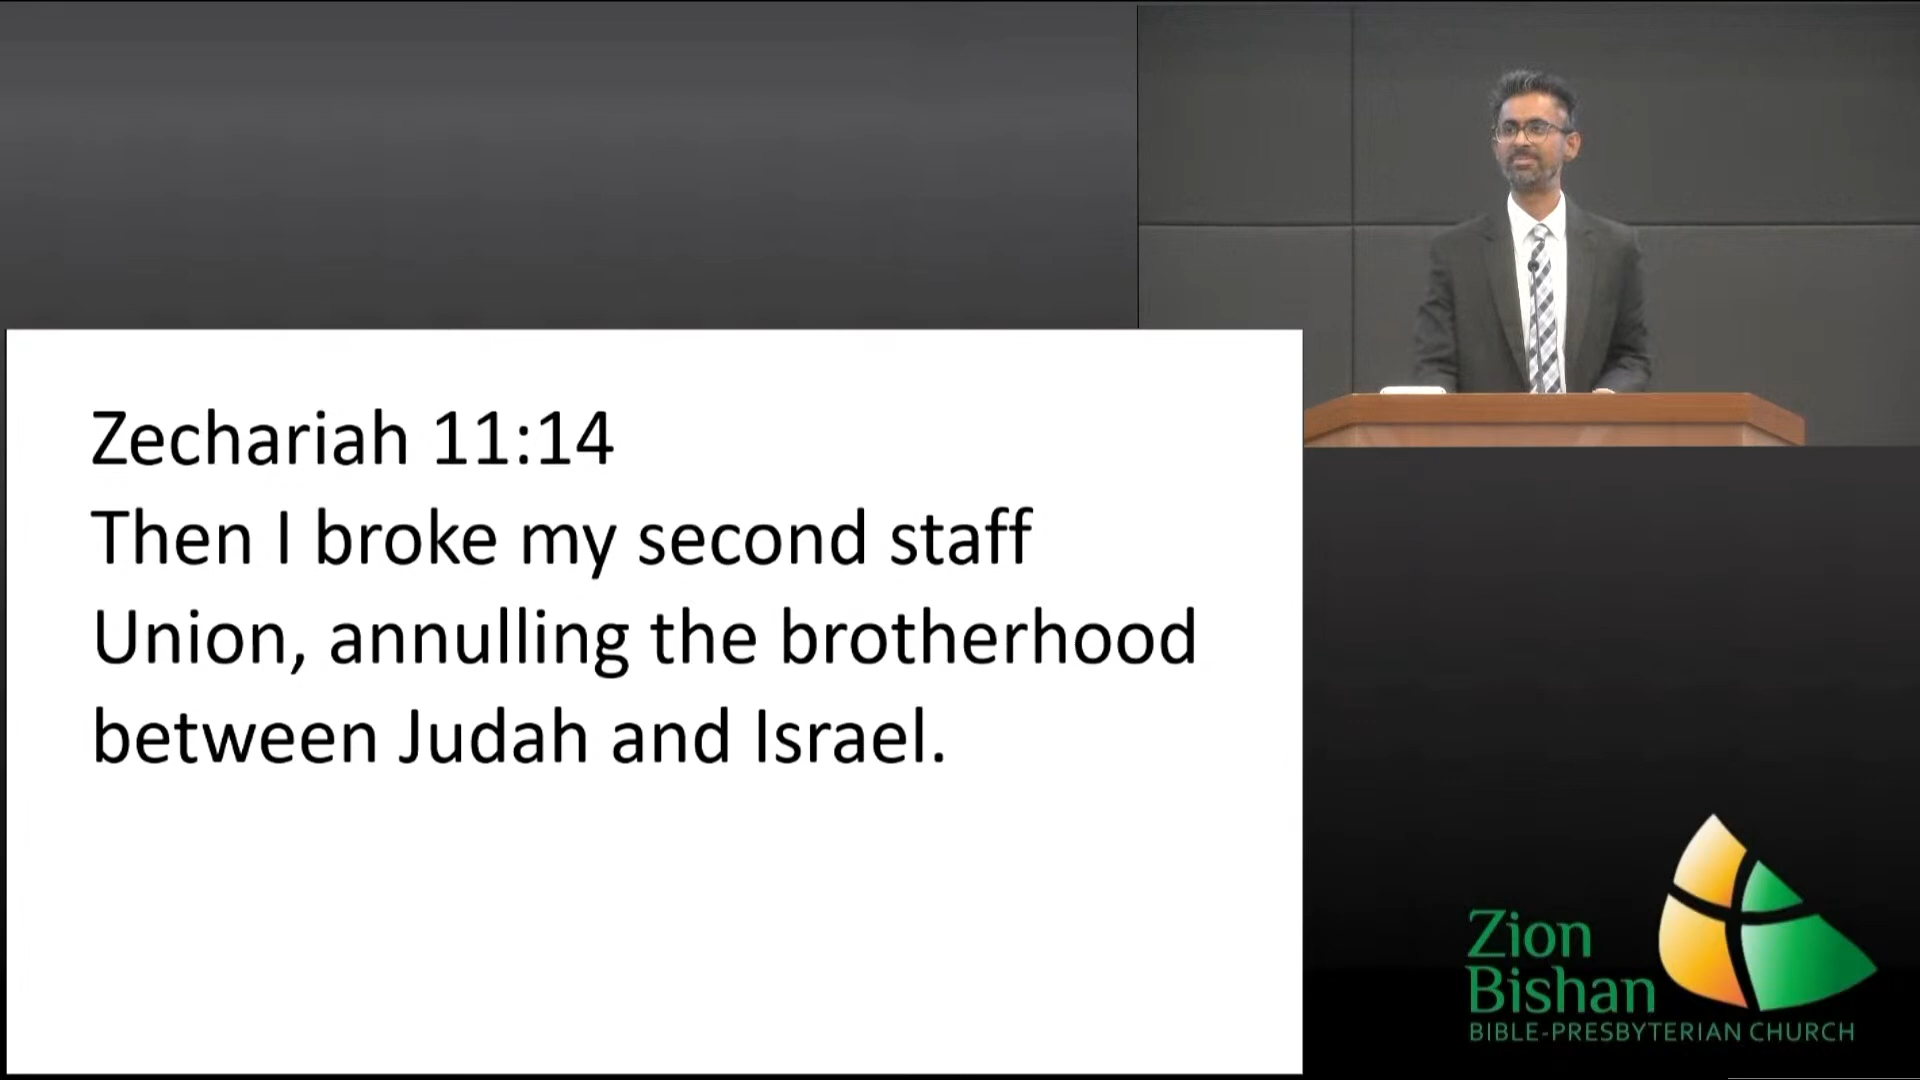 Zechariah 11:14
Then I broke my second staff
Union, annulling the brotherhood
between Judah and Israel.
Zion
Bishan
BIBLE-PRESBYTERIAN CHURCH